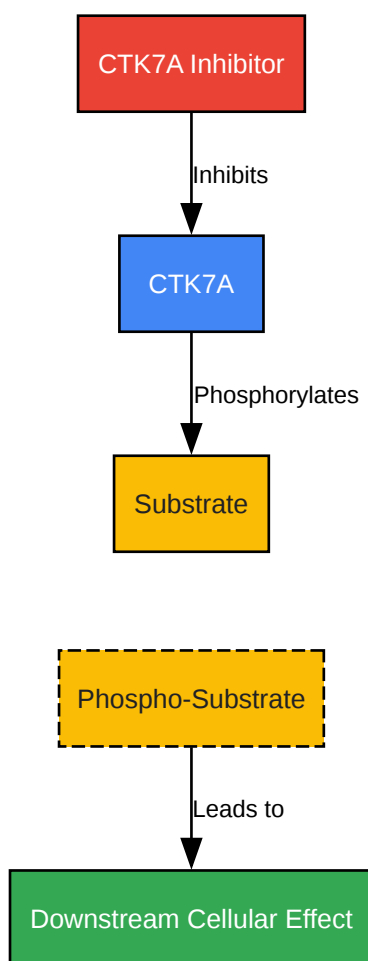 CTK7A Inhibitor
Inhibits
CTK7A
Phosphorylates
Substrate
Phospho-Substrate
Leads to
Downstream Cellular Effect